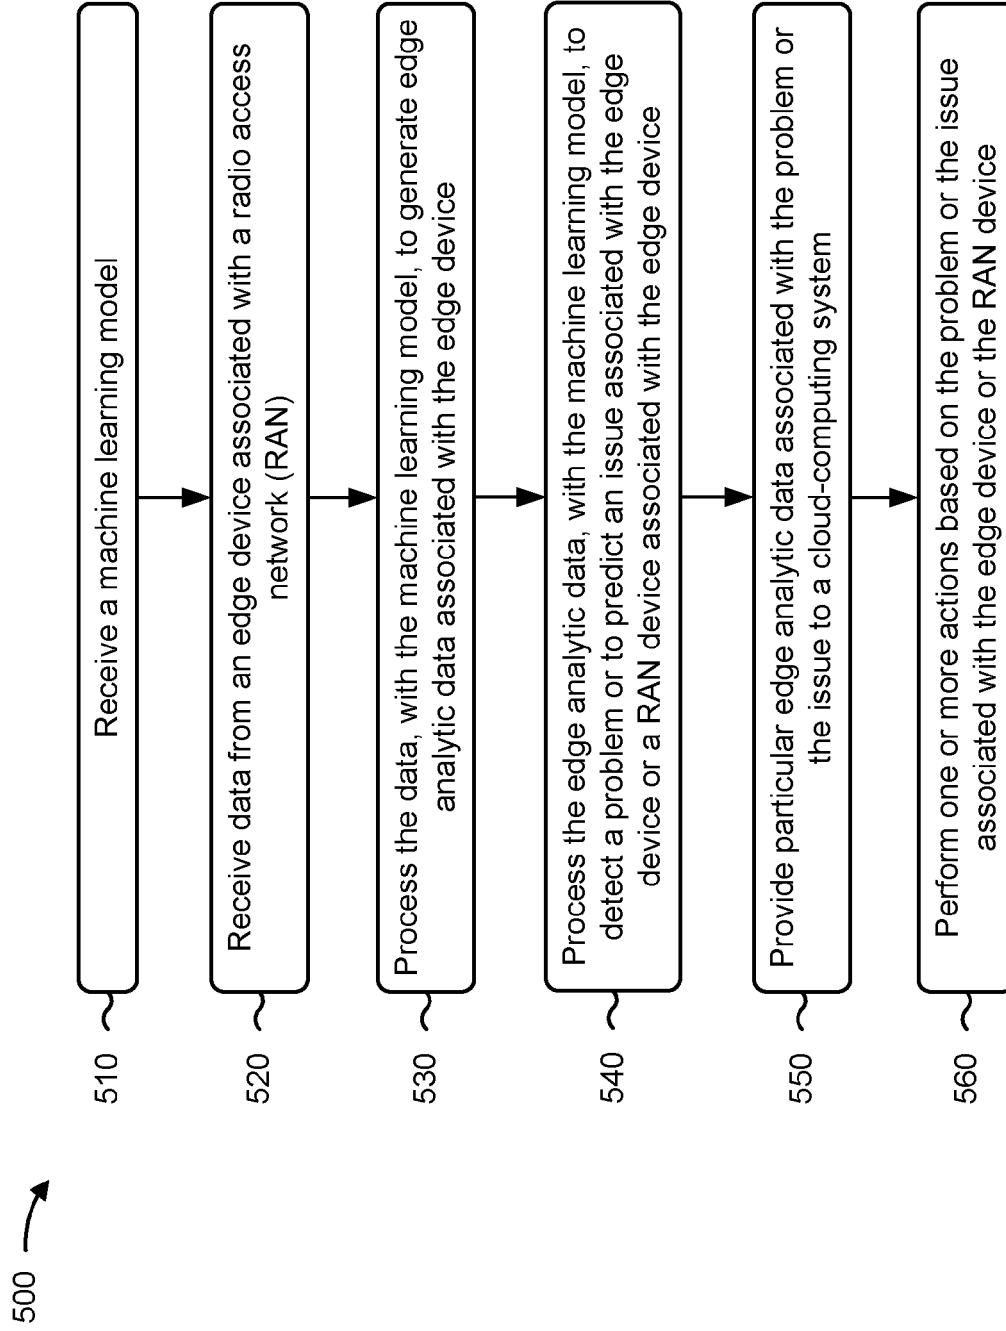 500
510
Receive a machine learning model
520
Receive data from an edge device associated with a radio access
network (RAN)
530
Process the data, with the machine learning model, to generate edge
analytic data associated with the edge device
540
Process the edge analytic data, with the machine learning model, to
detect a problem or to predict an issue associated with the edge
device or a RAN device associated with the edge device
550
Provide particular edge analytic data associated with the problem or
the issue to a cloud-computing system
560
Perform one or more actions based on the problem or the issue
associated with the edge device or the RAN device